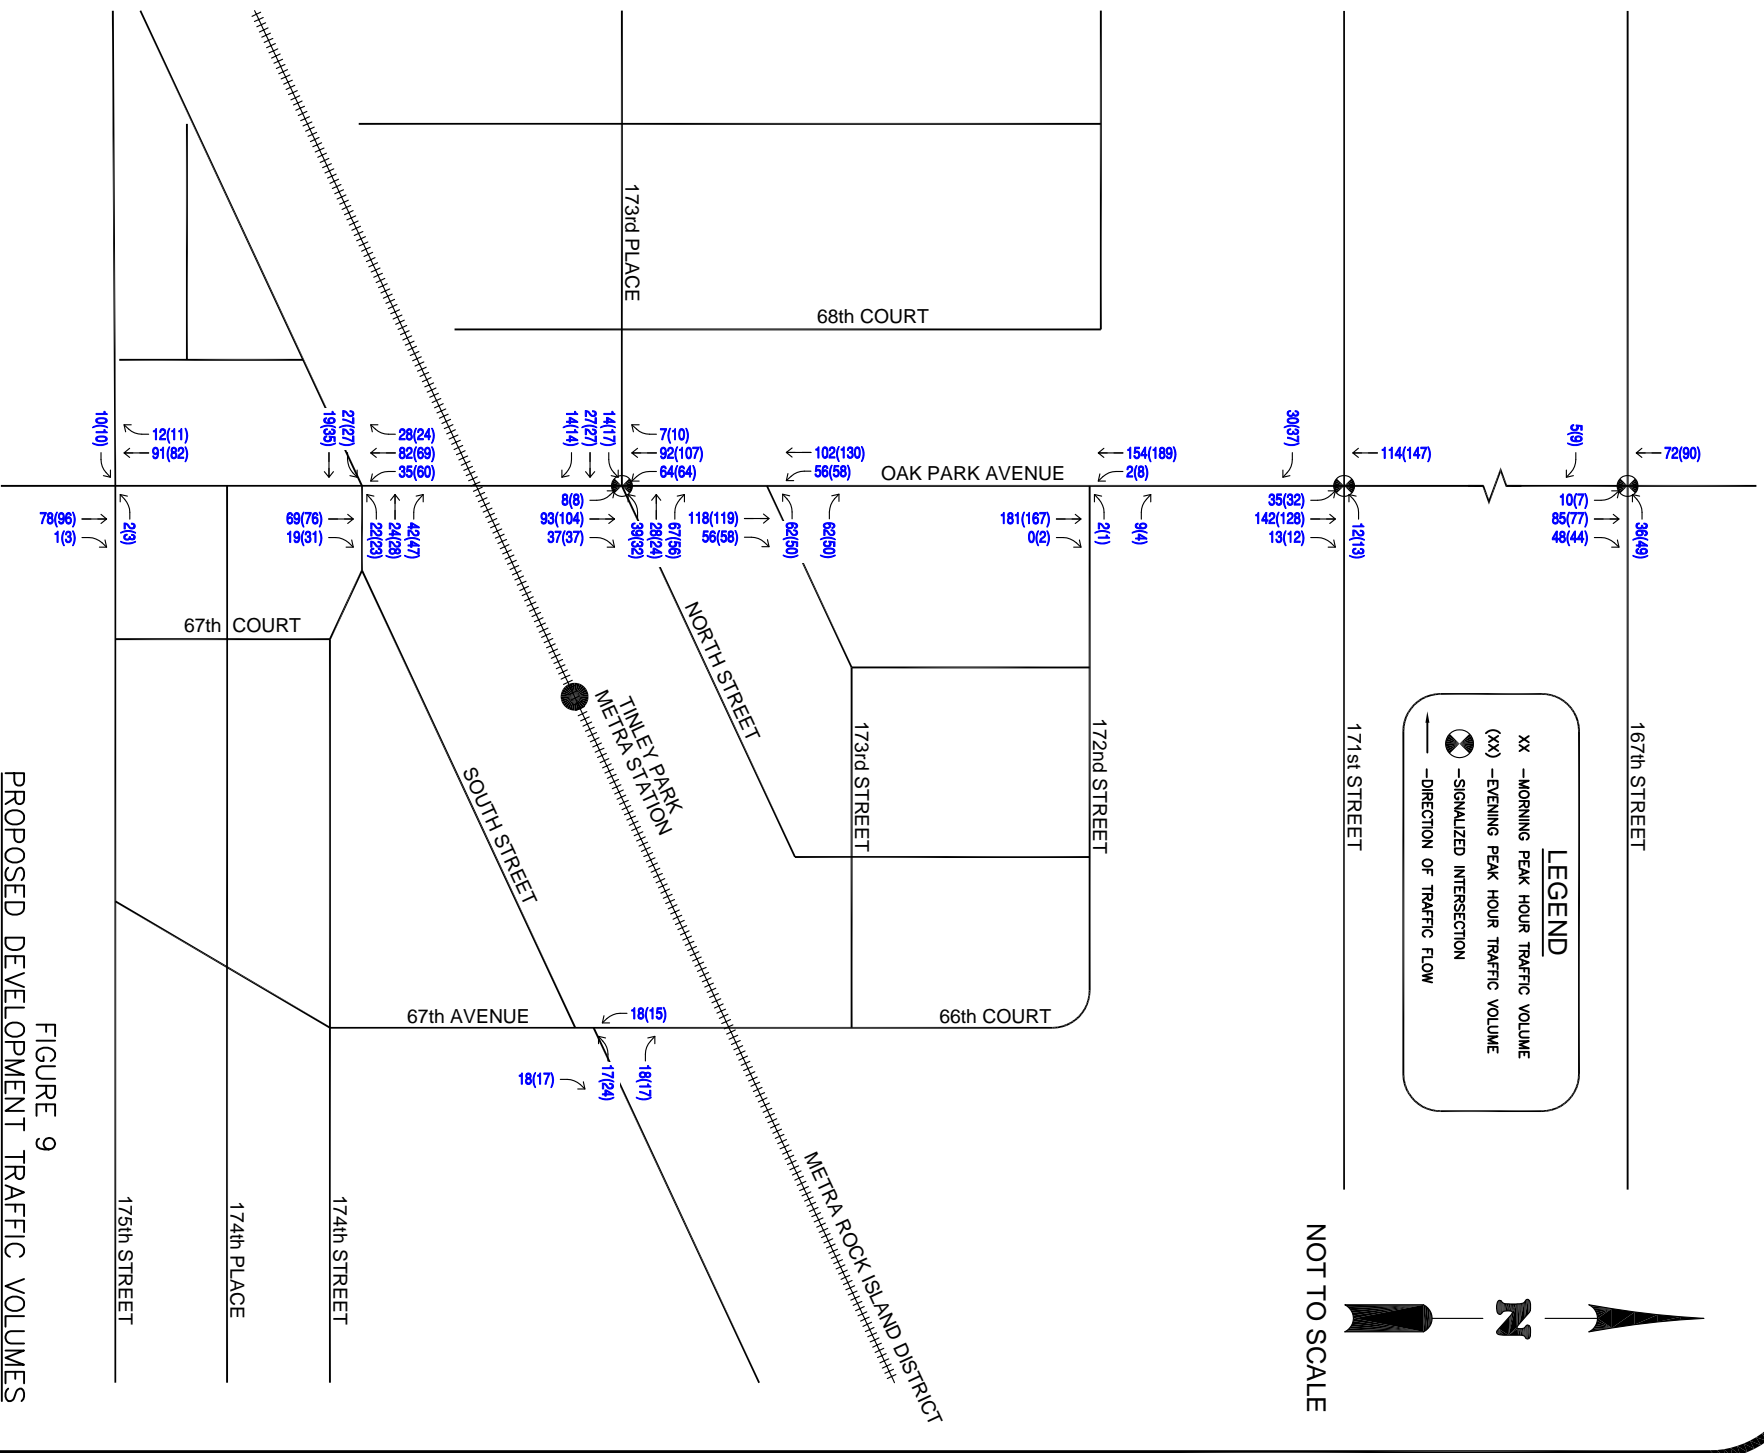 FIGURE 9
PROPOSED DEVELOPMENT TRAFFIC VOLUMES
LEGEND
XX -MORNING PEAK HOUR TRAFFIC VOLUME
(XX) -EVENING PEAK HOUR TRAFFIC VOLUME
-SIGNALIZED INTERSECTION
-DIRECTION OF TRAFFIC FLOW
N
NOT TO SCALE
167th STREET
72(90)
5(9)
10(7)
85(77)
48(44)
36(49)
171st STREET
114(147)
30(37)
35(32)
142(128)
13(12)
12(13)
OAK PARK AVENUE
172nd STREET
154(189)
2(8)
181(167)
0(2)
2(1)
9(4)
173rd STREET
102(130)
56(58)
118(119)
56(58)
62(50)
62(50)
173rd PLACE
68th COURT
NORTH STREET
7(10)
92(107)
64(64)
14(17)
27(27)
14(14)
8(8)
93(104)
37(37)
39(32)
28(24)
67(56)
TINLEY PARK
METRA STATION
METRA ROCK ISLAND DISTRICT
SOUTH STREET
28(24)
82(69)
35(60)
27(27)
19(35)
69(76)
19(31)
22(23)
24(28)
42(47)
67th COURT
66th COURT
67th AVENUE
18(15)
18(17)
17(24)
18(17)
174th STREET
174th PLACE
175th STREET
12(11)
91(82)
10(10)
78(96)
1(3)
2(3)